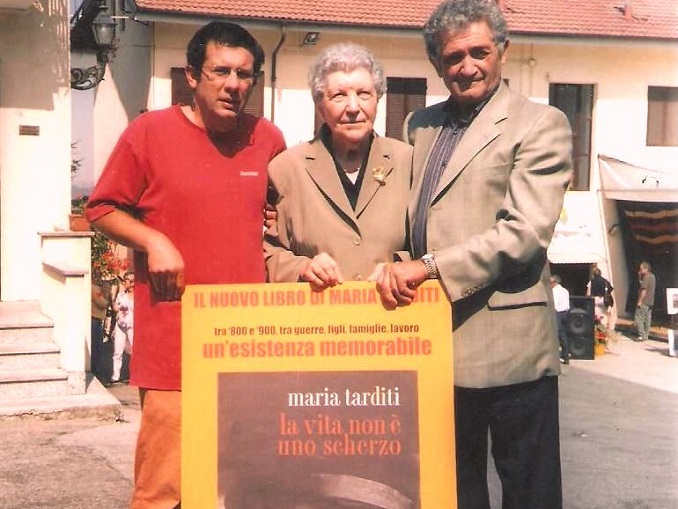 IL NUOVO LIBRO DI MARIA DITI
tra '800 e '900, tra guerre, figli, famiglie, lavoro
un'esistenza memorabile
maria tarditi
la vita non è
uno scherzo